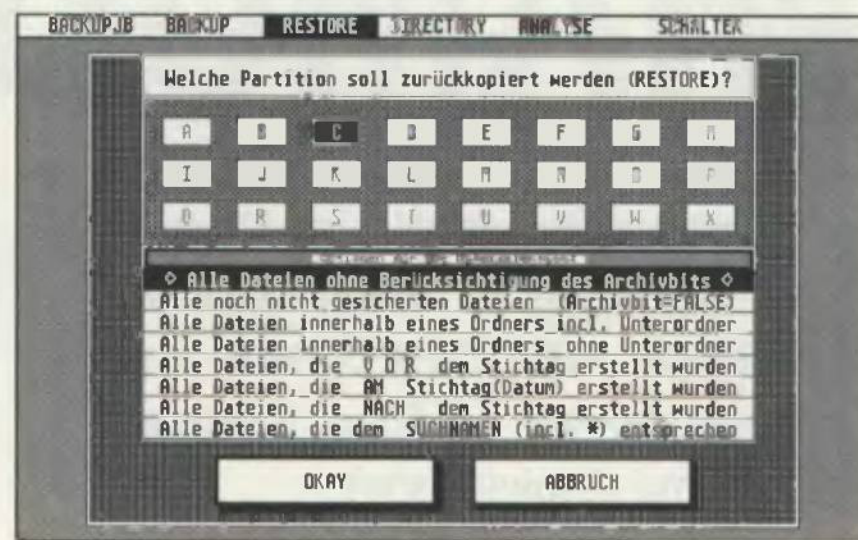 BACKUPJB BACKUP RESTORE DIRECTORY ANALYSE SCHALTER
Welche Partition soll zurückkopiert werden (RESTORE)?
A B C D E F G
I J K L M N O P
Q R S T U V W X
◇ Alle Dateien ohne Berücksichtigung des Archivbits ◇
Alle noch nicht gesicherten Dateien (Archivbit=FALSE)
Alle Dateien innerhalb eines Ordners incl. Unterordner
Alle Dateien innerhalb eines Ordners ohne Unterordner
Alle Dateien, die V O R dem Stichtag erstellt wurden
Alle Dateien, die AM Stichtag(Datum) erstellt wurden
Alle Dateien, die NACH dem Stichtag erstellt wurden
Alle Dateien, die dem SUCHNAMEN (incl. *) entsprechen
OKAY ABBRUCH